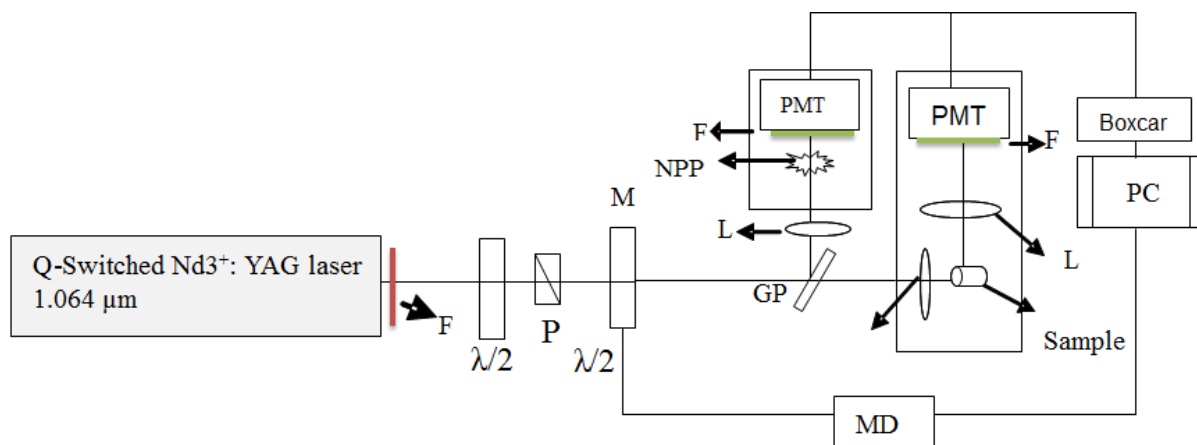 PMT
PMT
F
F
Boxcar
NPP
PC
M
L
L
Q-Switched Nd3⁺: YAG laser
1.064 µm
GP
F
P
λ/2
λ/2
Sample
MD